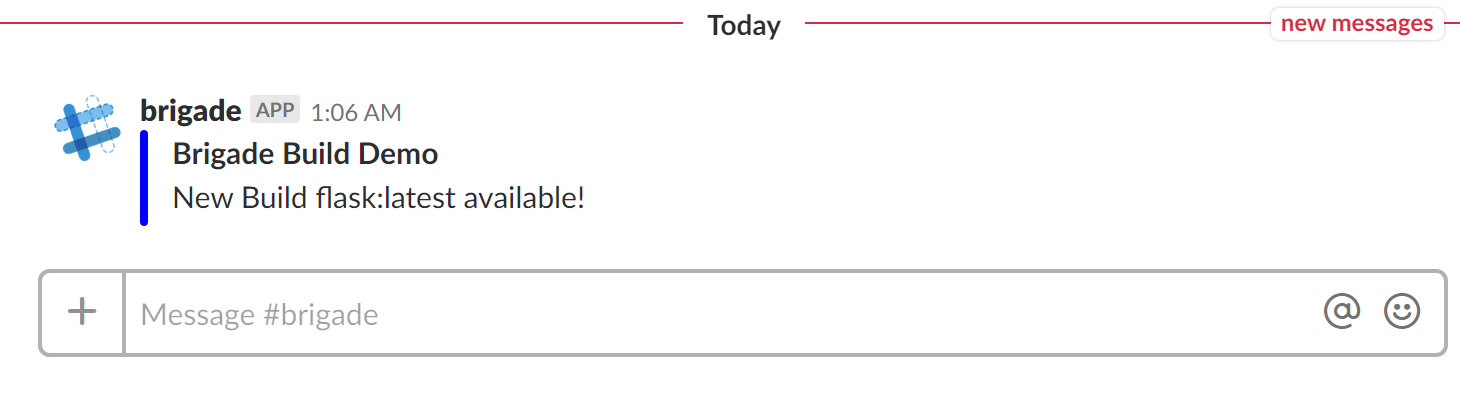 Today
new messages
brigade APP 1:06 AM
Brigade Build Demo
New Build flask:latest available!
Message #brigade